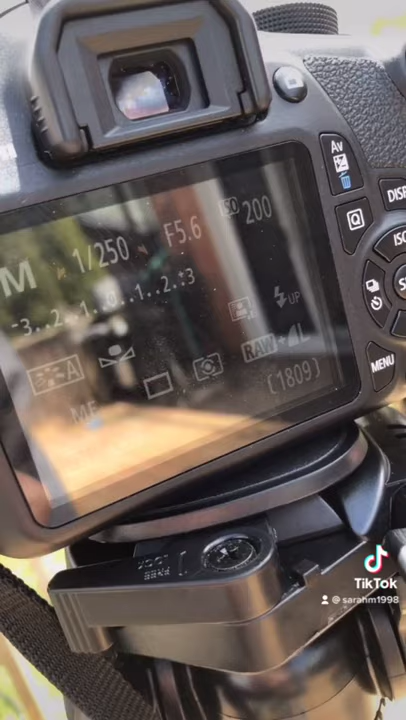 Av
DISP
Q
ISO
MENU
M 1/250 F5.6 ISO 200
-3..2..1..0..1..2..+3
UP
A
RAW+L
MF [1809]
LOCK
TikTok
@sarahm1998